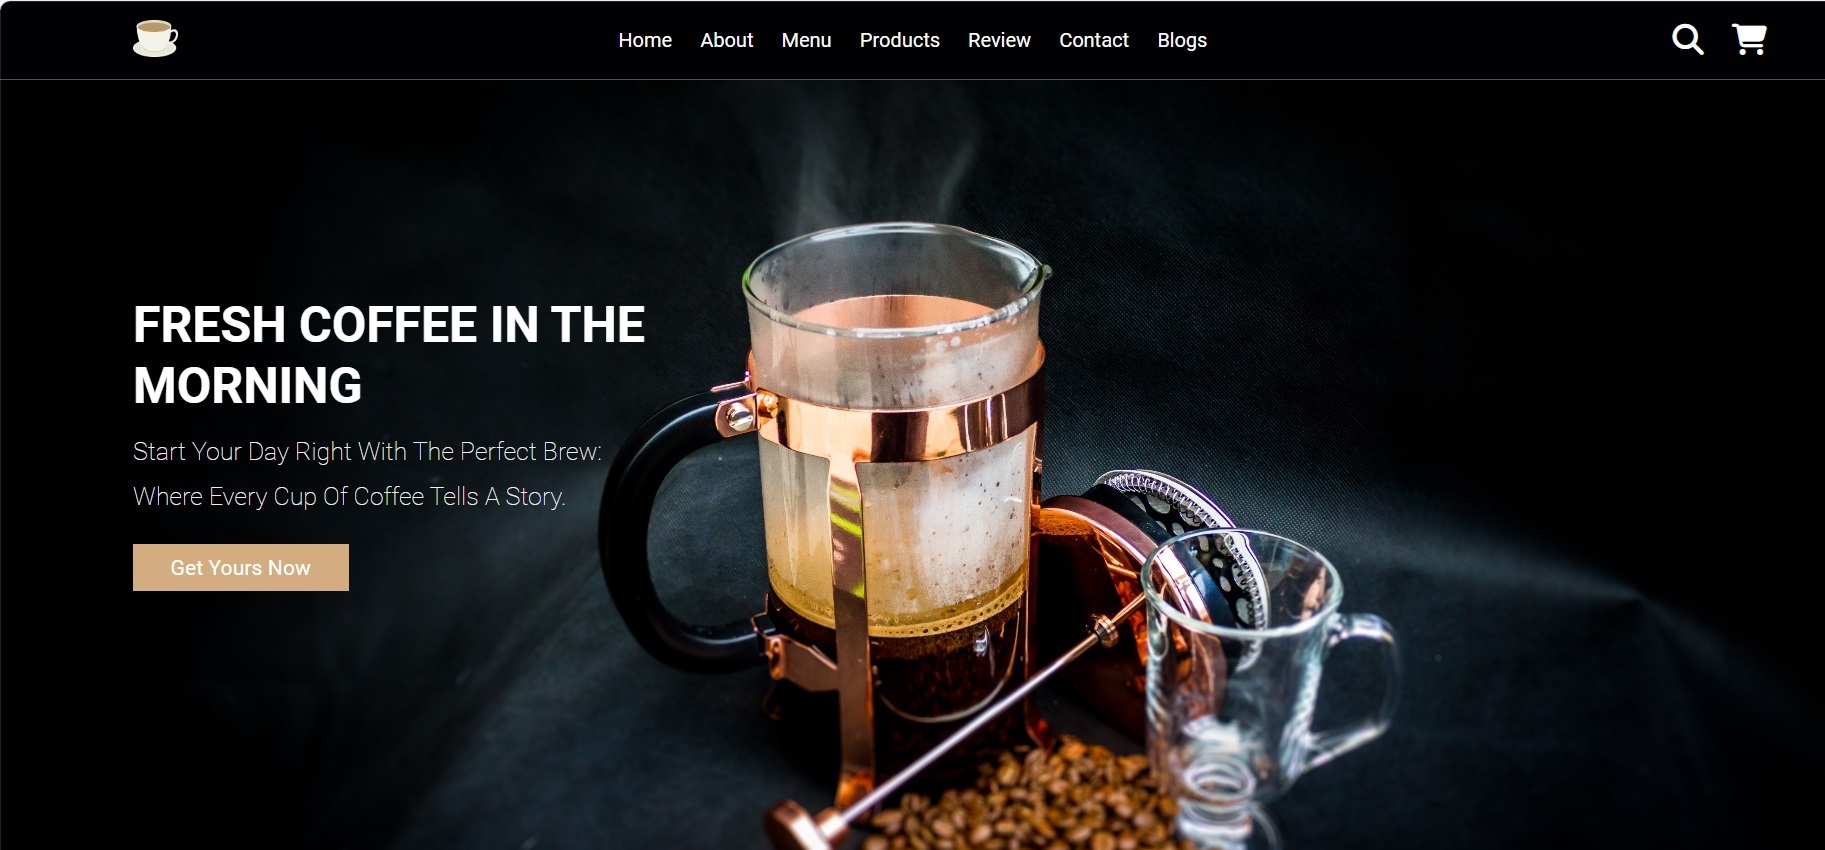 Home About Menu Products Review Contact Blogs
FRESH COFFEE IN THE
MORNING
Start Your Day Right With The Perfect Brew:
Where Every Cup Of Coffee Tells A Story.
Get Yours Now